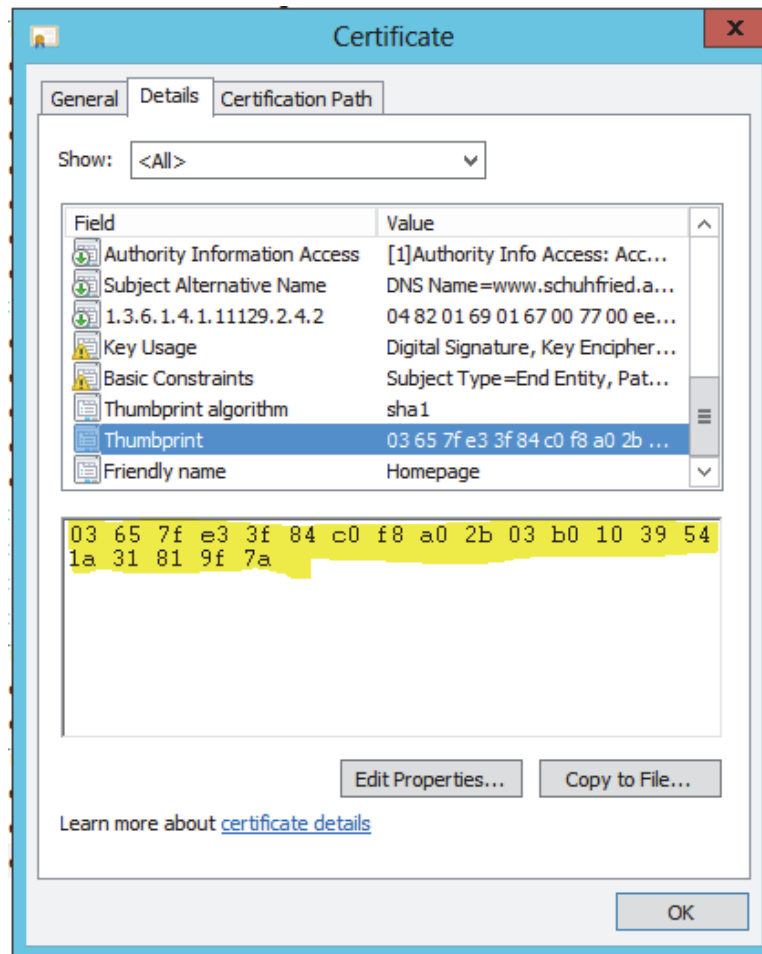 Certificate
x
General Details Certification Path
Show: <All>
Field Value
Authority Information Access [1]Authority Info Access: Acc...
Subject Alternative Name DNS Name=www.schuhfried.a...
1.3.6.1.4.1.11129.2.4.2 04 82 01 69 01 67 00 77 00 ee...
Key Usage Digital Signature, Key Encipher...
Basic Constraints Subject Type=End Entity, Pat...
Thumbprint algorithm sha1
Thumbprint 03 65 7f e3 3f 84 c0 f8 a0 2b ...
Friendly name Homepage
03 65 7f e3 3f 84 c0 f8 a0 2b 03 b0 10 39 54
1a 31 81 9f 7a
Edit Properties... Copy to File...
Learn more about certificate details
OK